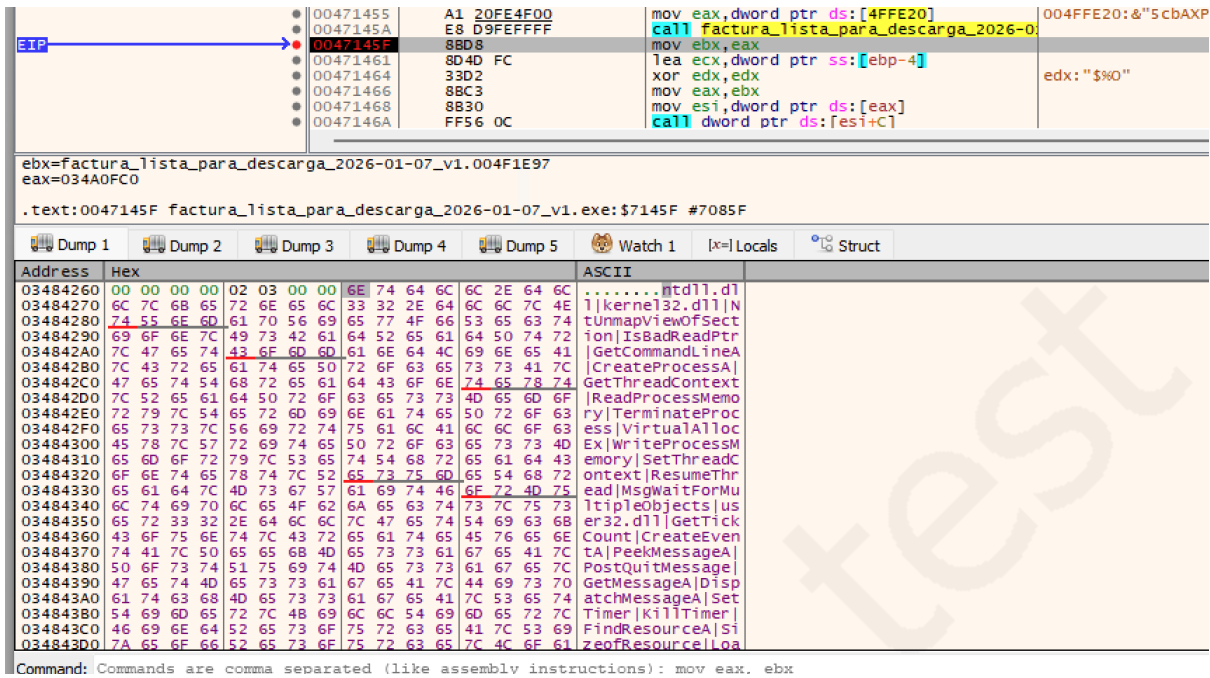 00471455 A1 20FE4F00 mov eax,dword ptr ds:[4FFE20] 004FFE20:&"5cbAXP
0047145A E8 D9FEFFFF call factura_lista_para_descarga_2026-0
EIP 0047145F 8BD8 mov ebx,eax
00471461 8D4D FC lea ecx,dword ptr ss:[ebp-4]
00471464 33D2 xor edx,edx edx:"$%O"
00471466 8BC3 mov eax,ebx
00471468 8B30 mov esi,dword ptr ds:[eax]
0047146A FF56 0C call dword ptr ds:[esi+C]
ebx=factura_lista_para_descarga_2026-01-07_v1.004F1E97
eax=034A0FC0
.text:0047145F factura_lista_para_descarga_2026-01-07_v1.exe:$7145F #7085F
Dump 1 Dump 2 Dump 3 Dump 4 Dump 5 Watch 1 [x=] Locals Struct
Address Hex ASCII
03484260 00 00 00 00 02 03 00 00 6E 74 64 6C 6C 2E 64 6C ........ntdll.dl
03484270 6C 7C 6B 65 72 6E 65 6C 33 32 2E 64 6C 6C 7C 4E l|kernel32.dll|N
03484280 74 55 6E 6D 61 70 56 69 65 77 4F 66 53 65 63 74 tUnmapViewOfSect
03484290 69 6F 6E 7C 49 73 42 61 64 52 65 61 64 50 74 72 ion|IsBadReadPtr
034842A0 7C 47 65 74 43 6F 6D 6D 61 6E 64 4C 69 6E 65 41 |GetCommandLineA
034842B0 7C 43 72 65 61 74 65 50 72 6F 63 65 73 73 41 7C |CreateProcessA|
034842C0 47 65 74 54 68 72 65 61 64 43 6F 6E 74 65 78 74 GetThreadContext
034842D0 7C 52 65 61 64 50 72 6F 63 65 73 73 4D 65 6D 6F |ReadProcessMemo
034842E0 72 79 7C 54 65 72 6D 69 6E 61 74 65 50 72 6F 63 ry|TerminateProc
034842F0 65 73 73 7C 56 69 72 74 75 61 6C 41 6C 6C 6F 63 ess|VirtualAlloc
03484300 45 78 7C 57 72 69 74 65 50 72 6F 63 65 73 73 4D Ex|WriteProcessM
03484310 65 6D 6F 72 79 7C 53 65 74 54 68 72 65 61 64 43 emory|SetThreadC
03484320 6F 6E 74 65 78 74 7C 52 65 73 75 6D 65 54 68 72 ontext|ResumeThr
03484330 65 61 64 7C 4D 73 67 57 61 69 74 46 6F 72 4D 75 ead|MsgWaitForMu
03484340 6C 74 69 70 6C 65 4F 62 6A 65 63 74 73 7C 75 73 ltipleObjects|us
03484350 65 72 33 32 2E 64 6C 6C 7C 47 65 74 54 69 63 6B er32.dll|GetTick
03484360 43 6F 75 6E 74 7C 43 72 65 61 74 65 45 76 65 6E Count|CreateEven
03484370 74 41 7C 50 65 65 6B 4D 65 73 73 61 67 65 41 7C tA|PeekMessageA|
03484380 50 6F 73 74 51 75 69 74 4D 65 73 73 61 67 65 7C PostQuitMessage|
03484390 47 65 74 4D 65 73 73 61 67 65 41 7C 44 69 73 70 GetMessageA|Disp
034843A0 61 74 63 68 4D 65 73 73 61 67 65 41 7C 53 65 74 atchMessageA|Set
034843B0 54 69 6D 65 72 7C 4B 69 6C 6C 54 69 6D 65 72 7C Timer|KillTimer|
034843C0 46 69 6E 64 52 65 73 6F 75 72 63 65 41 7C 53 69 FindResourceA|Si
034843D0 7A 65 6F 66 52 65 73 6F 75 72 63 65 7C 4C 6F 61 zeofResource|Loa
test
Command: Commands are comma separated (like assembly instructions): mov eax, ebx